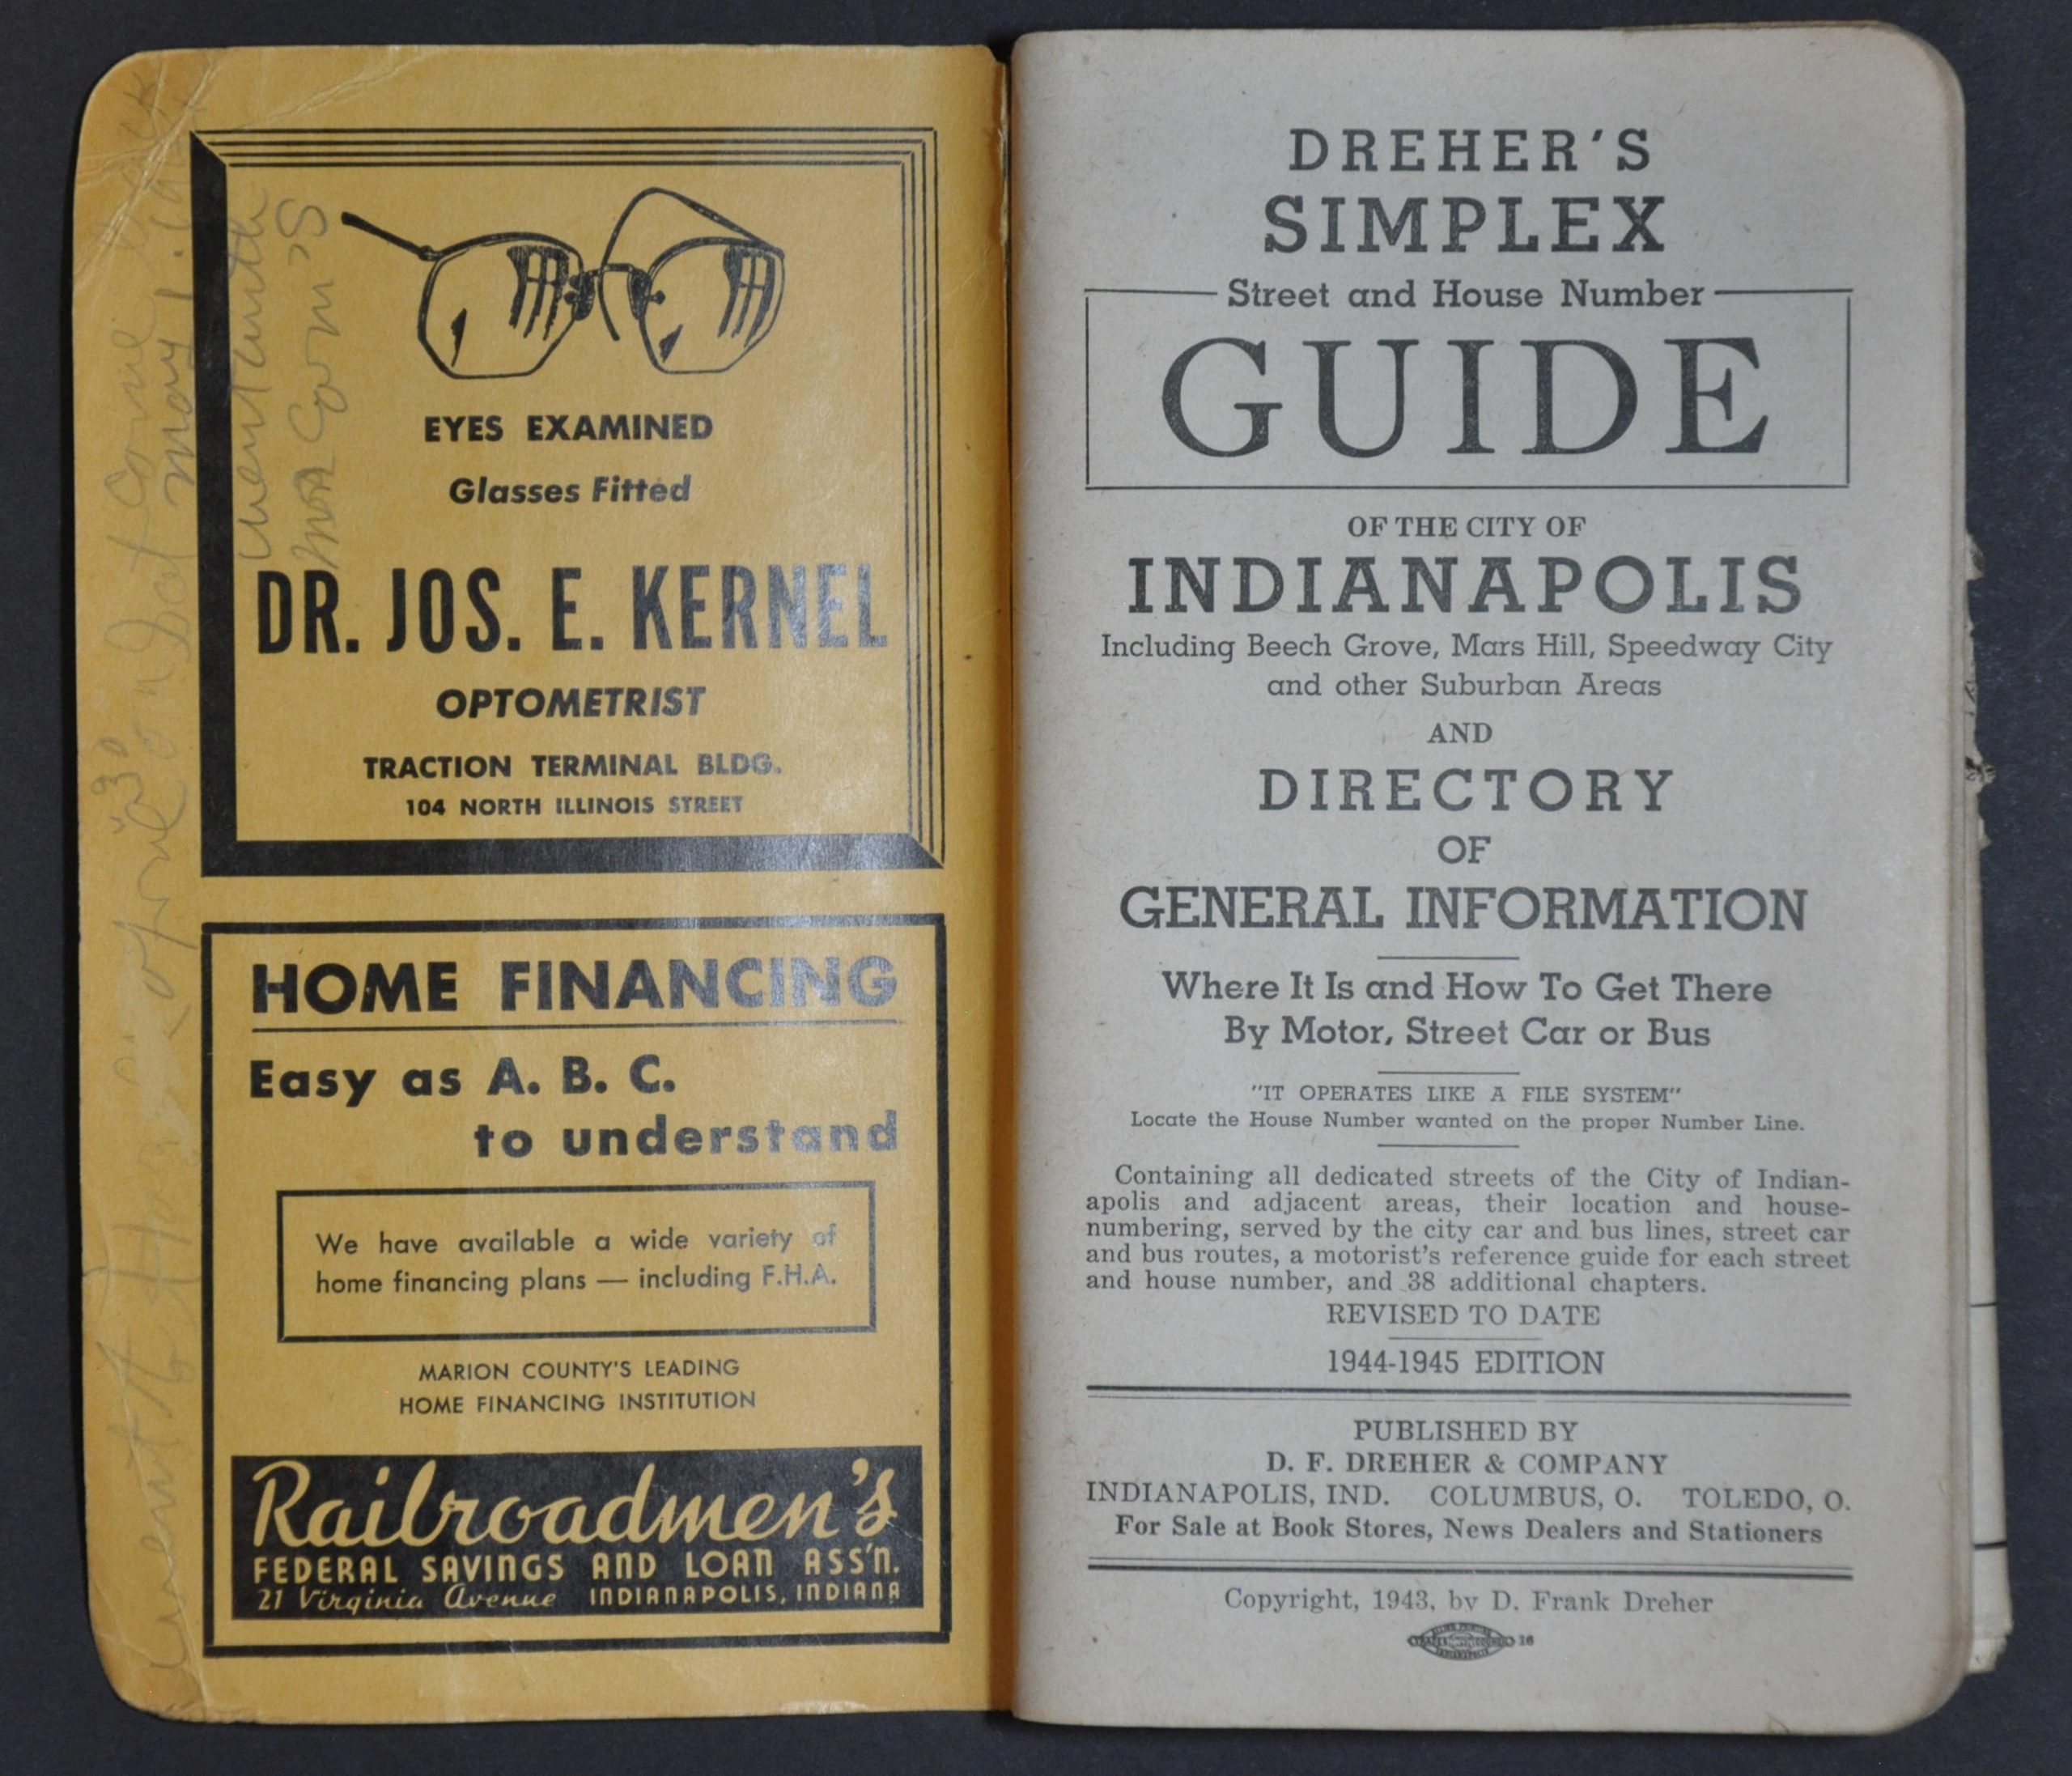 EYES EXAMINED
Glasses Fitted
DR. JOS. E. KERNEL
OPTOMETRIST
TRACTION TERMINAL BLDG.
104 NORTH ILLINOIS STREET
HOME FINANCING
Easy as A. B. C.
to understand
We have available a wide variety of
home financing plans — including F.H.A.
MARION COUNTY'S LEADING
HOME FINANCING INSTITUTION
Railroadmen's
FEDERAL SAVINGS AND LOAN ASS'N.
21 Virginia Avenue INDIANAPOLIS, INDIANA
May 1.
DREHER'S
SIMPLEX
Street and House Number
GUIDE
OF THE CITY OF
INDIANAPOLIS
Including Beech Grove, Mars Hill, Speedway City
and other Suburban Areas
AND
DIRECTORY
OF
GENERAL INFORMATION
Where It Is and How To Get There
By Motor, Street Car or Bus
"IT OPERATES LIKE A FILE SYSTEM"
Locate the House Number wanted on the proper Number Line.
Containing all dedicated streets of the City of Indian-
apolis and adjacent areas, their location and house-
numbering, served by the city car and bus lines, street car
and bus routes, a motorist's reference guide for each street
and house number, and 38 additional chapters.
REVISED TO DATE
1944-1945 EDITION
PUBLISHED BY
D. F. DREHER & COMPANY
INDIANAPOLIS, IND. COLUMBUS, O. TOLEDO, O.
For Sale at Book Stores, News Dealers and Stationers
Copyright, 1943, by D. Frank Dreher
16